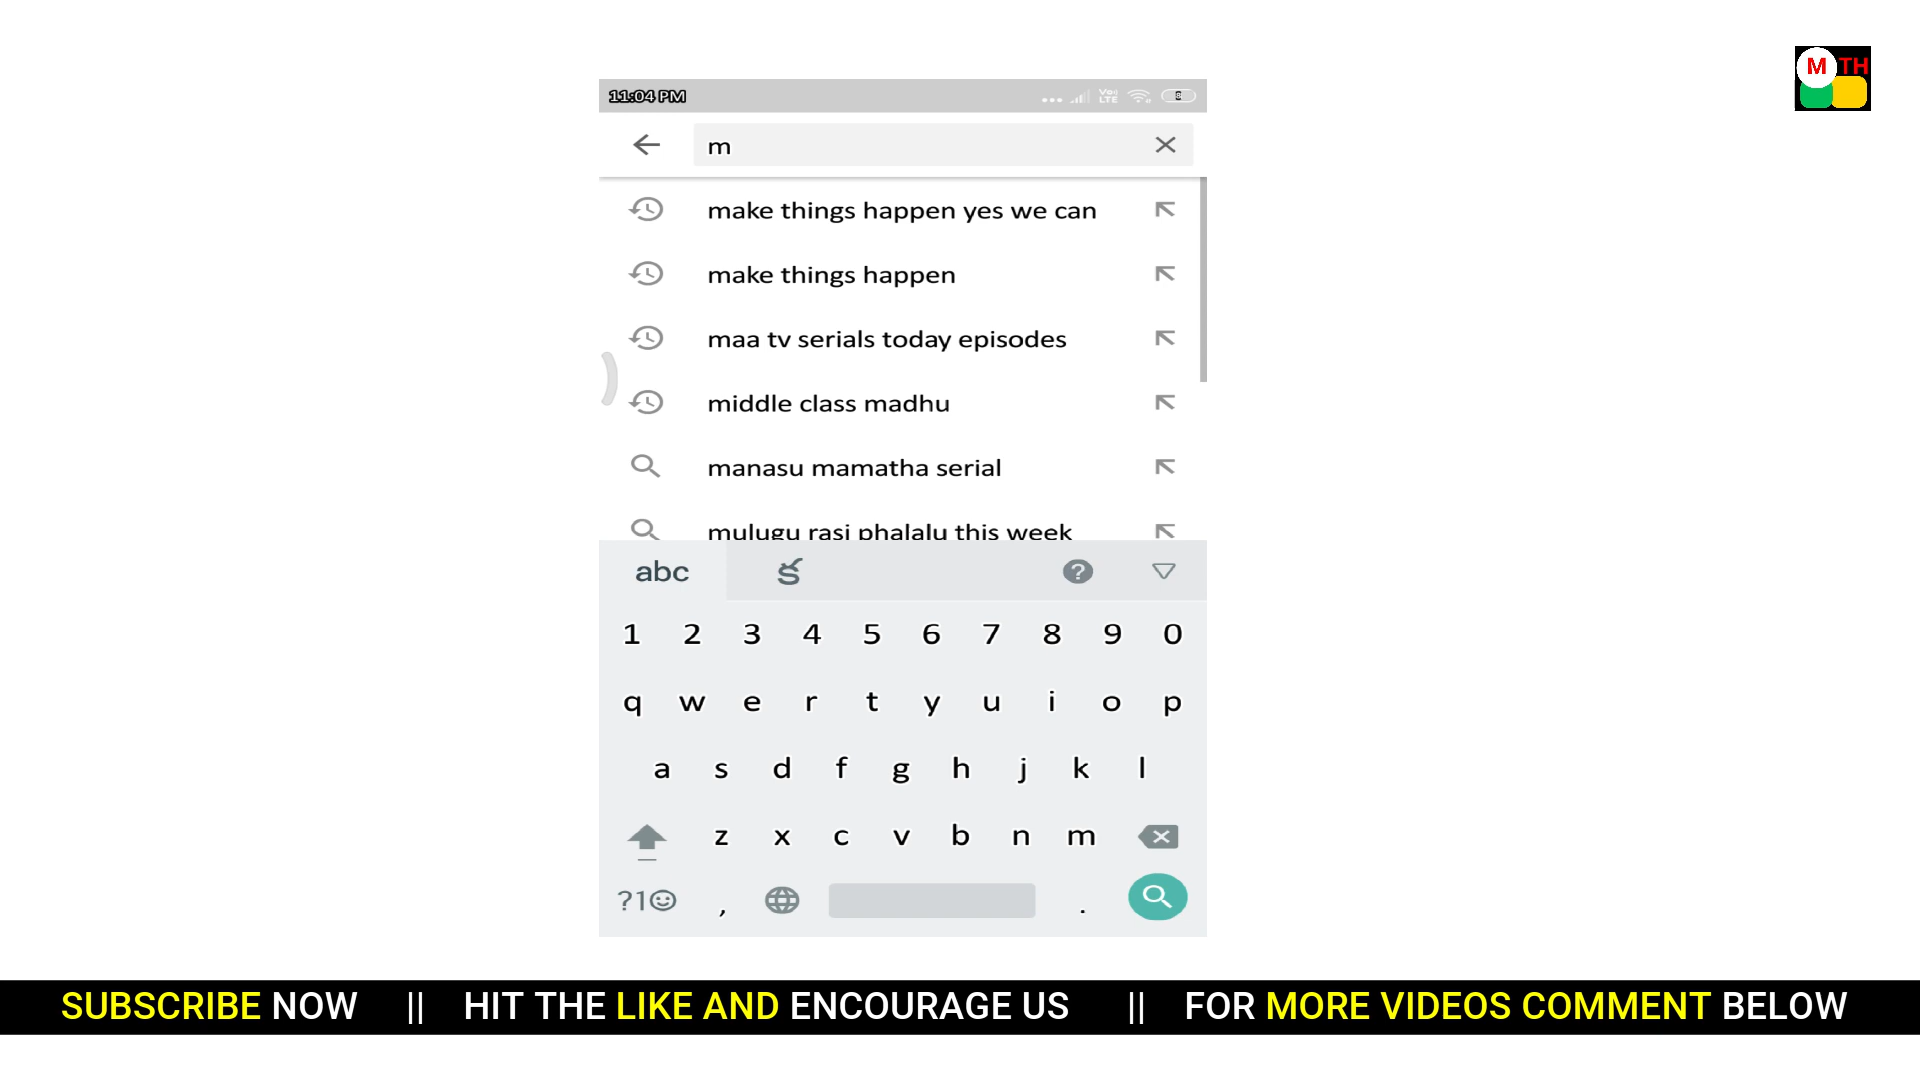 M TH
11:04 PM
Vo)) LTE
m
make things happen yes we can
make things happen
maa tv serials today episodes
middle class madhu
manasu mamatha serial
mulugu rasi phalalu this week
abc క ?
1 2 3 4 5 6 7 8 9 0
q w e r t y u i o p
a s d f g h j k l
z x c v b n m
?1☺ , .
SUBSCRIBE NOW || HIT THE LIKE AND ENCOURAGE US || FOR MORE VIDEOS COMMENT BELOW